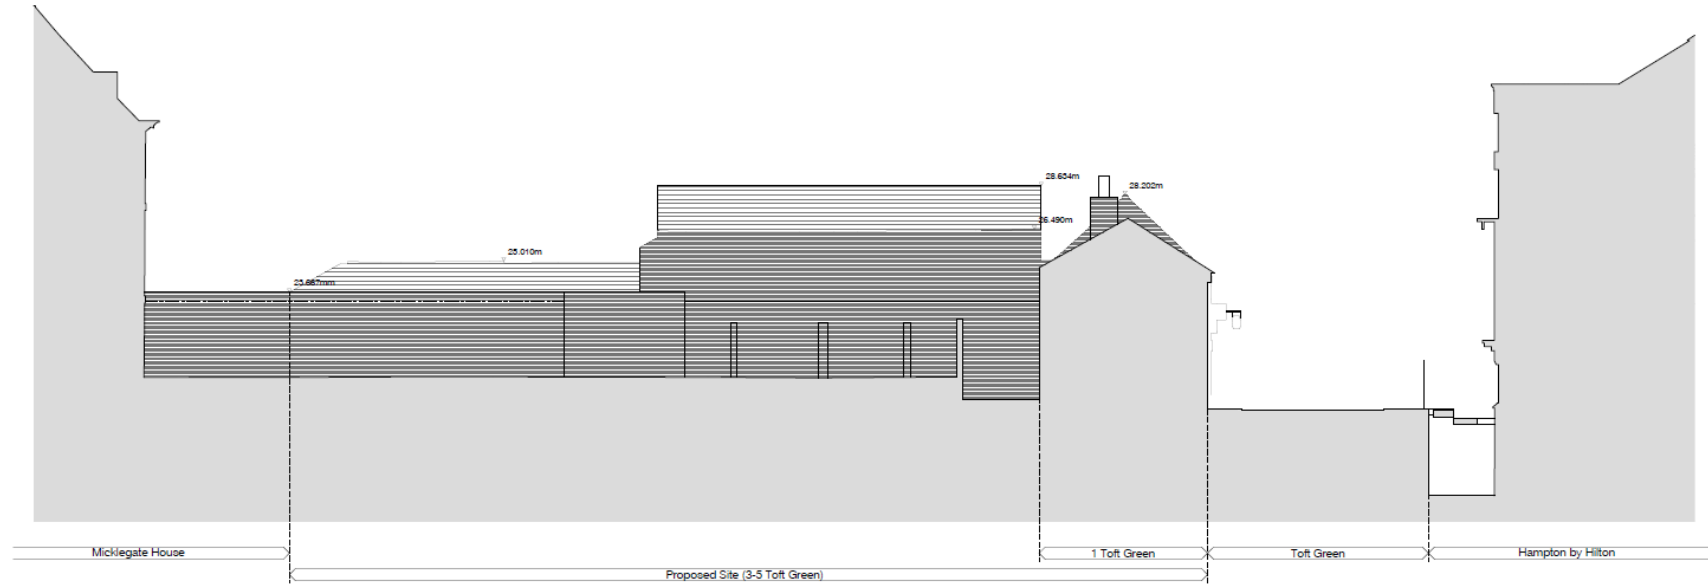 28.634m
28.202m
26.490m
25.010m
23.667mm
Micklegate House
1 Toft Green
Toft Green
Hampton by Hilton
Proposed Site (3-5 Toft Green)